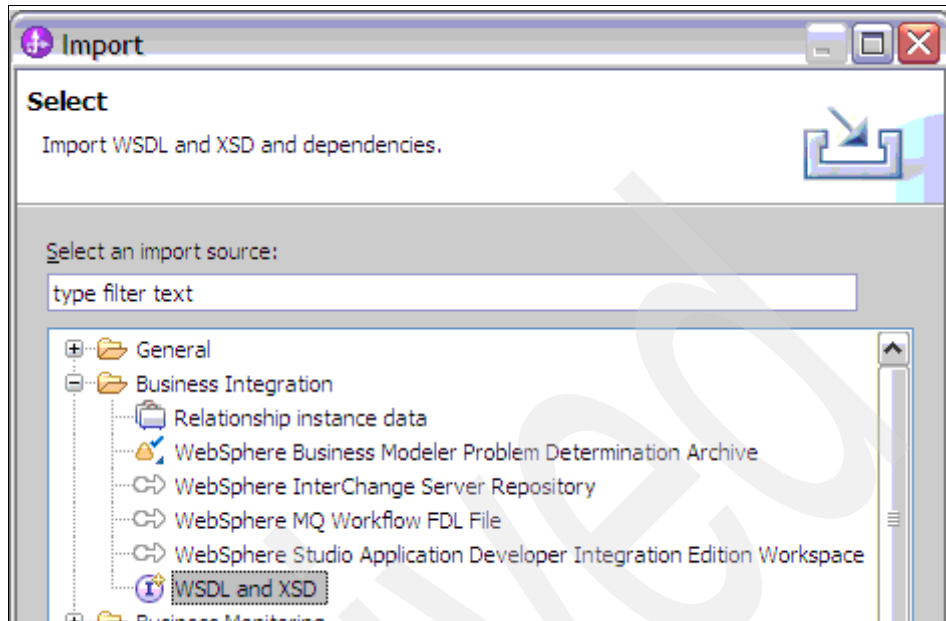 Import
Select
Import WSDL and XSD and dependencies.
Select an import source:
type filter text
General
Business Integration
Relationship instance data
WebSphere Business Modeler Problem Determination Archive
WebSphere InterChange Server Repository
WebSphere MQ Workflow FDL File
WebSphere Studio Application Developer Integration Edition Workspace
WSDL and XSD
Business Monitoring